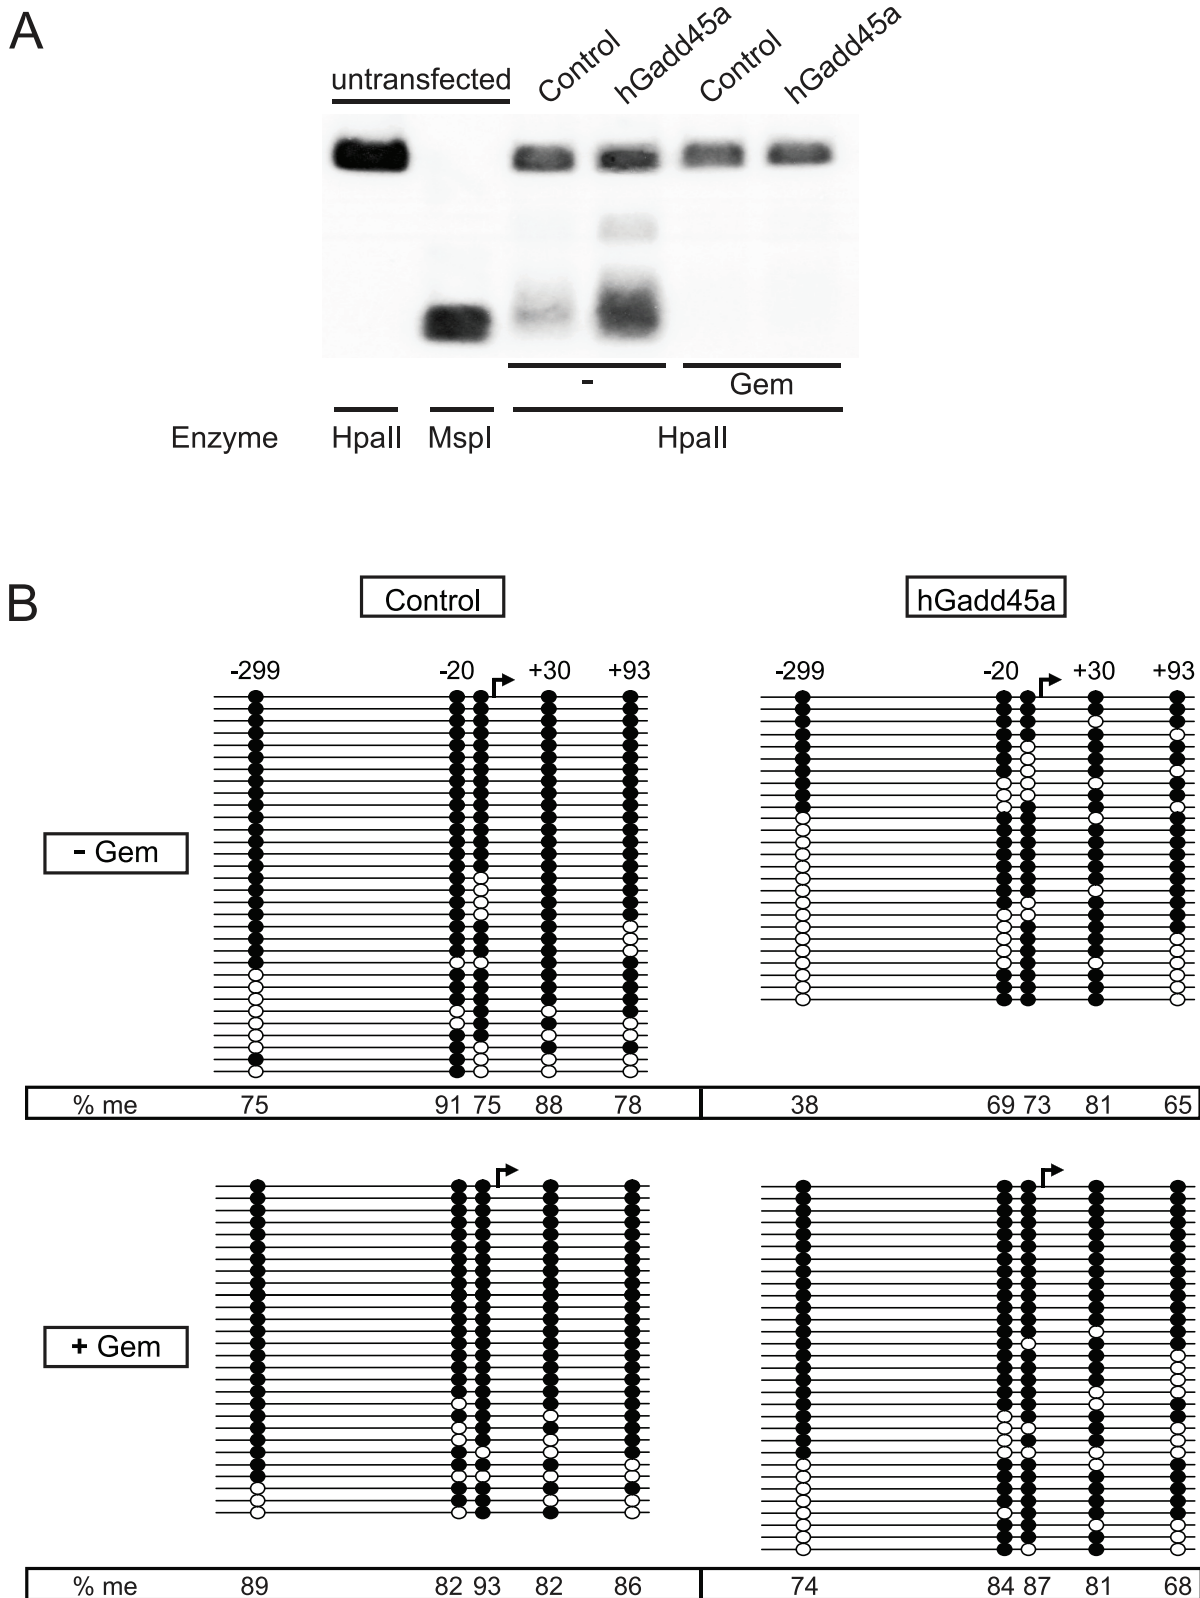 A
untransfected Control hGadd45a Control hGadd45a
- Gem
Enzyme HpaII MspI HpaII
B
Control hGadd45a
-299 -20 +30 +93 -299 -20 +30 +93
- Gem
% me 75 91 75 88 78 38 69 73 81 65
+ Gem
% me 89 82 93 82 86 74 84 87 81 68